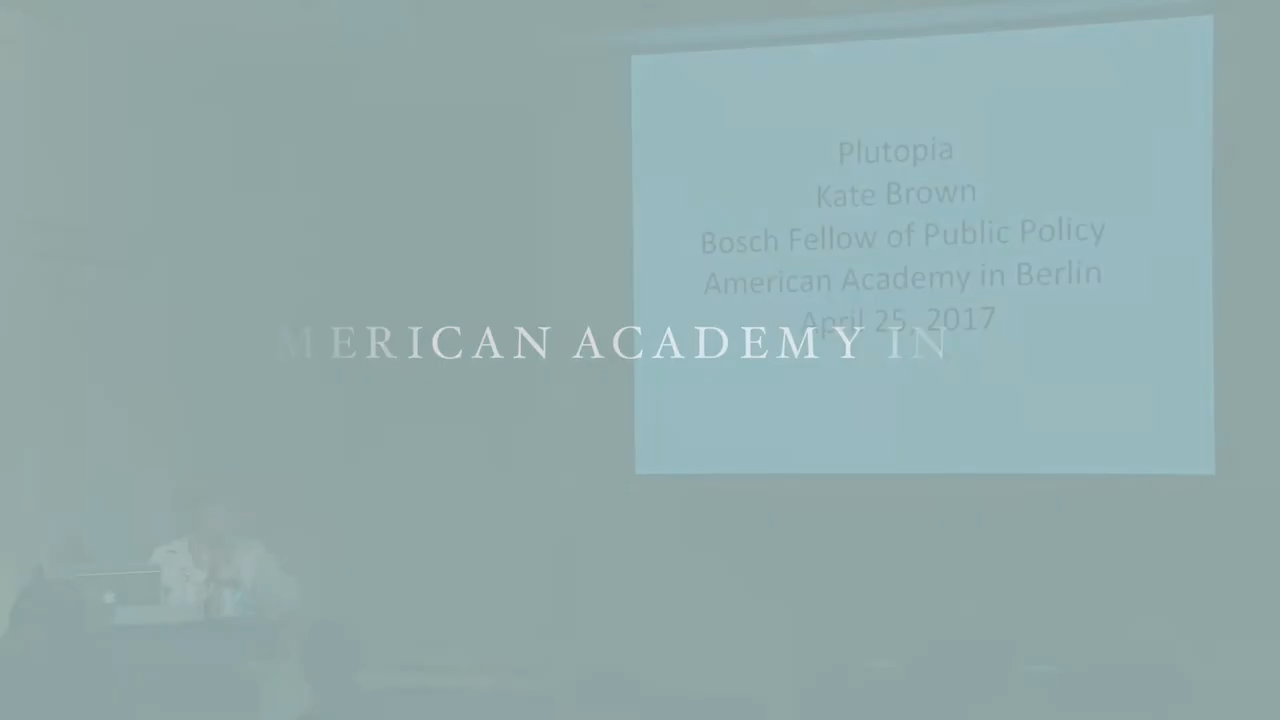 Plutopia
Kate Brown
Bosch Fellow of Public Policy
American Academy in Berlin
April 25, 2017
MERICAN ACADEMY IN